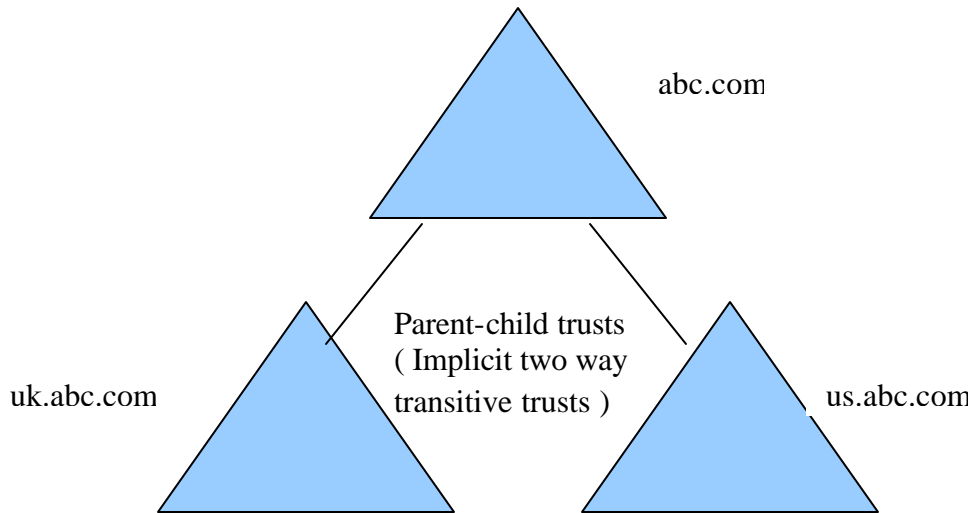 abc.com
Parent-child trusts
( Implicit two way
transitive trusts )
uk.abc.com
us.abc.com